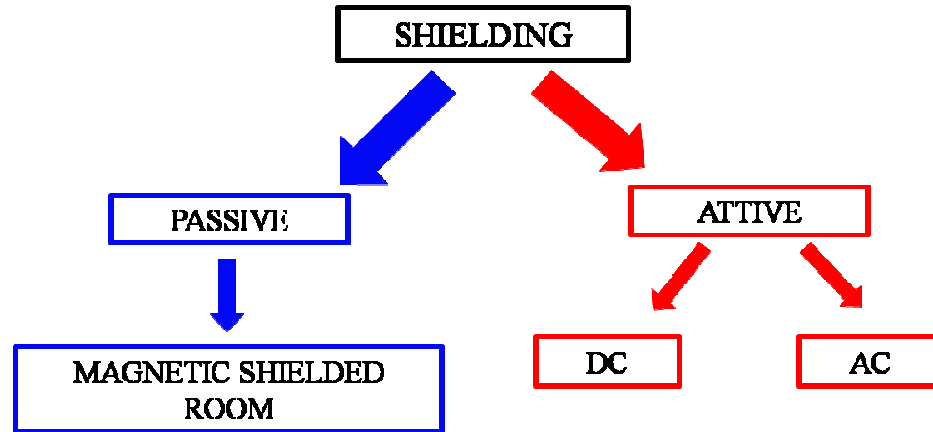 SHIELDING
PASSIVE
ATTIVE
MAGNETIC SHIELDED
ROOM
DC
AC